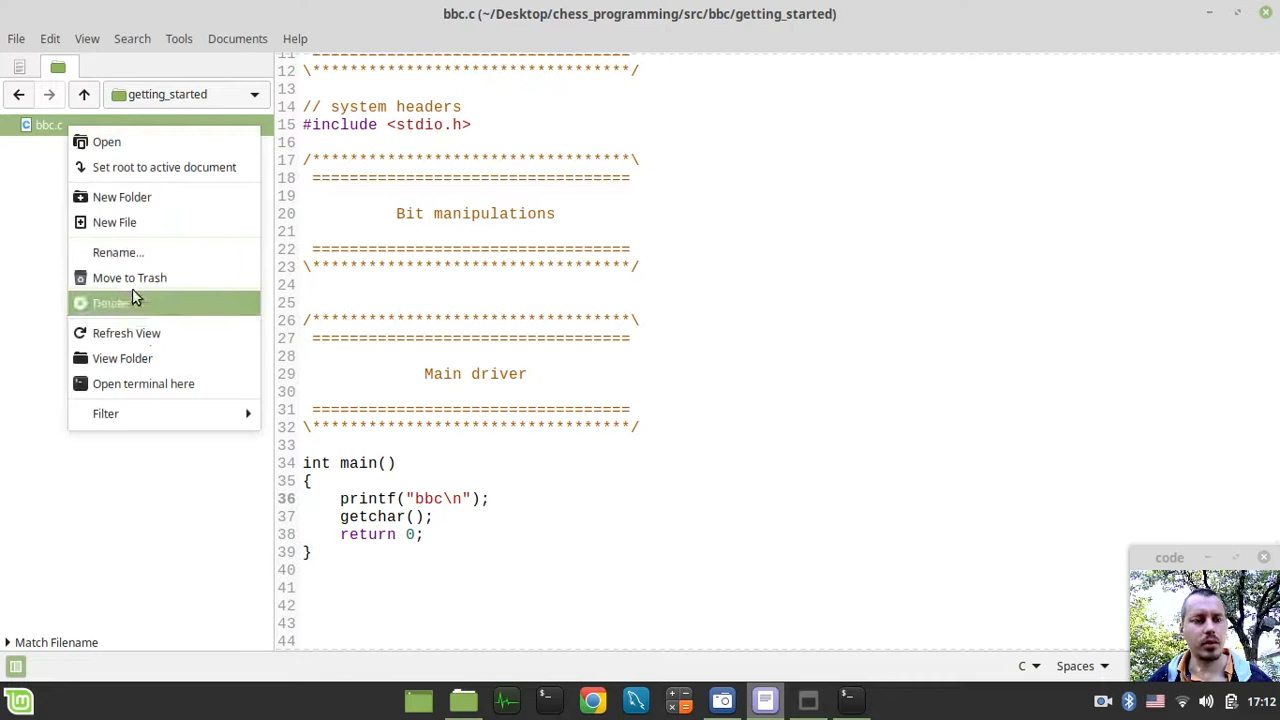 bbc.c (~/Desktop/chess_programming/src/bbc/getting_started)
File Edit View Search Tools Documents Help
getting_started
bbc.c
Open
Set root to active document
New Folder
New File
Rename...
Move to Trash
Delete
Refresh View
View Folder
Open terminal here
Filter
Match Filename
11 ==================================
12 \**********************************/
13
14 // system headers
15 #include <stdio.h>
16
17 /**********************************\
18 ==================================
19
20 Bit manipulations
21
22 ==================================
23 \**********************************/
24
25
26 /**********************************\
27 ==================================
28
29 Main driver
30
31 ==================================
32 \**********************************/
33
34 int main()
35 {
36 printf("bbc\n");
37 getchar();
38 return 0;
39 }
40
41
42
43
44
code
C Spaces
17:12